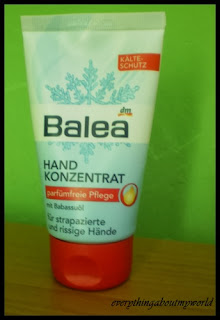 KÄLTE-
SCHUTZ
dm
Balea
HAND
KONZENTRAT
parfümfreie Pflege
mit Babassuöl
für strapazierte
und rissige Hände
everythingaboutmyworld